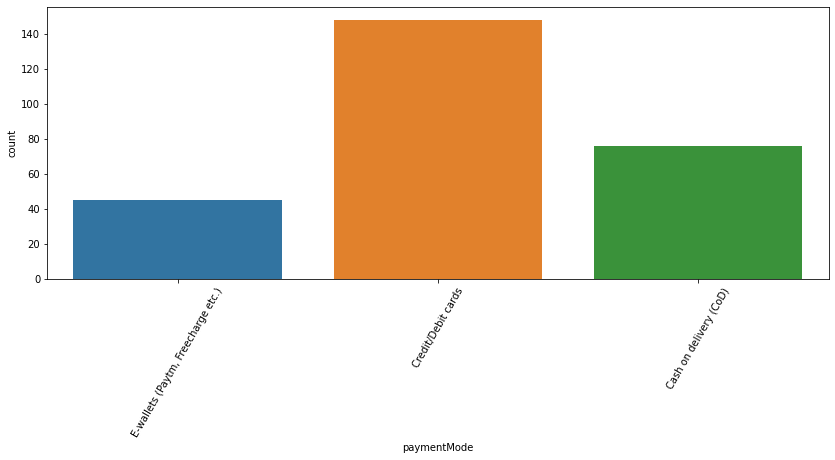 140
120
100
80
60
40
20
0
count
E-wallets (Paytm, Freecharge etc.)
Credit/Debit cards
Cash on delivery (CoD)
paymentMode